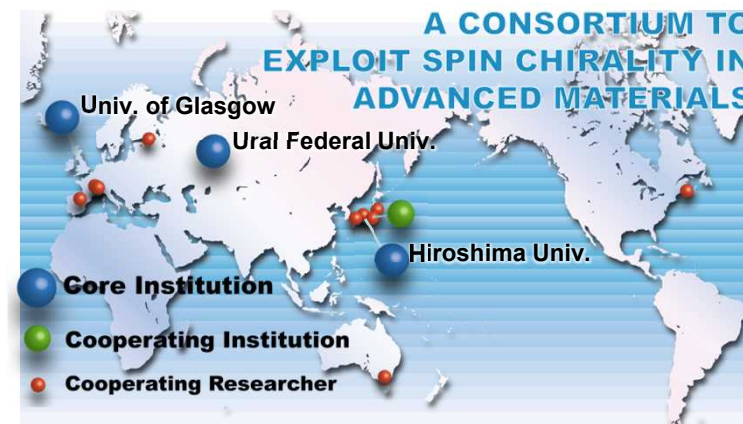 A CONSORTIUM TO
EXPLOIT SPIN CHIRALITY IN
ADVANCED MATERIALS
Univ. of Glasgow
Ural Federal Univ.
Hiroshima Univ.
Core Institution
Cooperating Institution
Cooperating Researcher